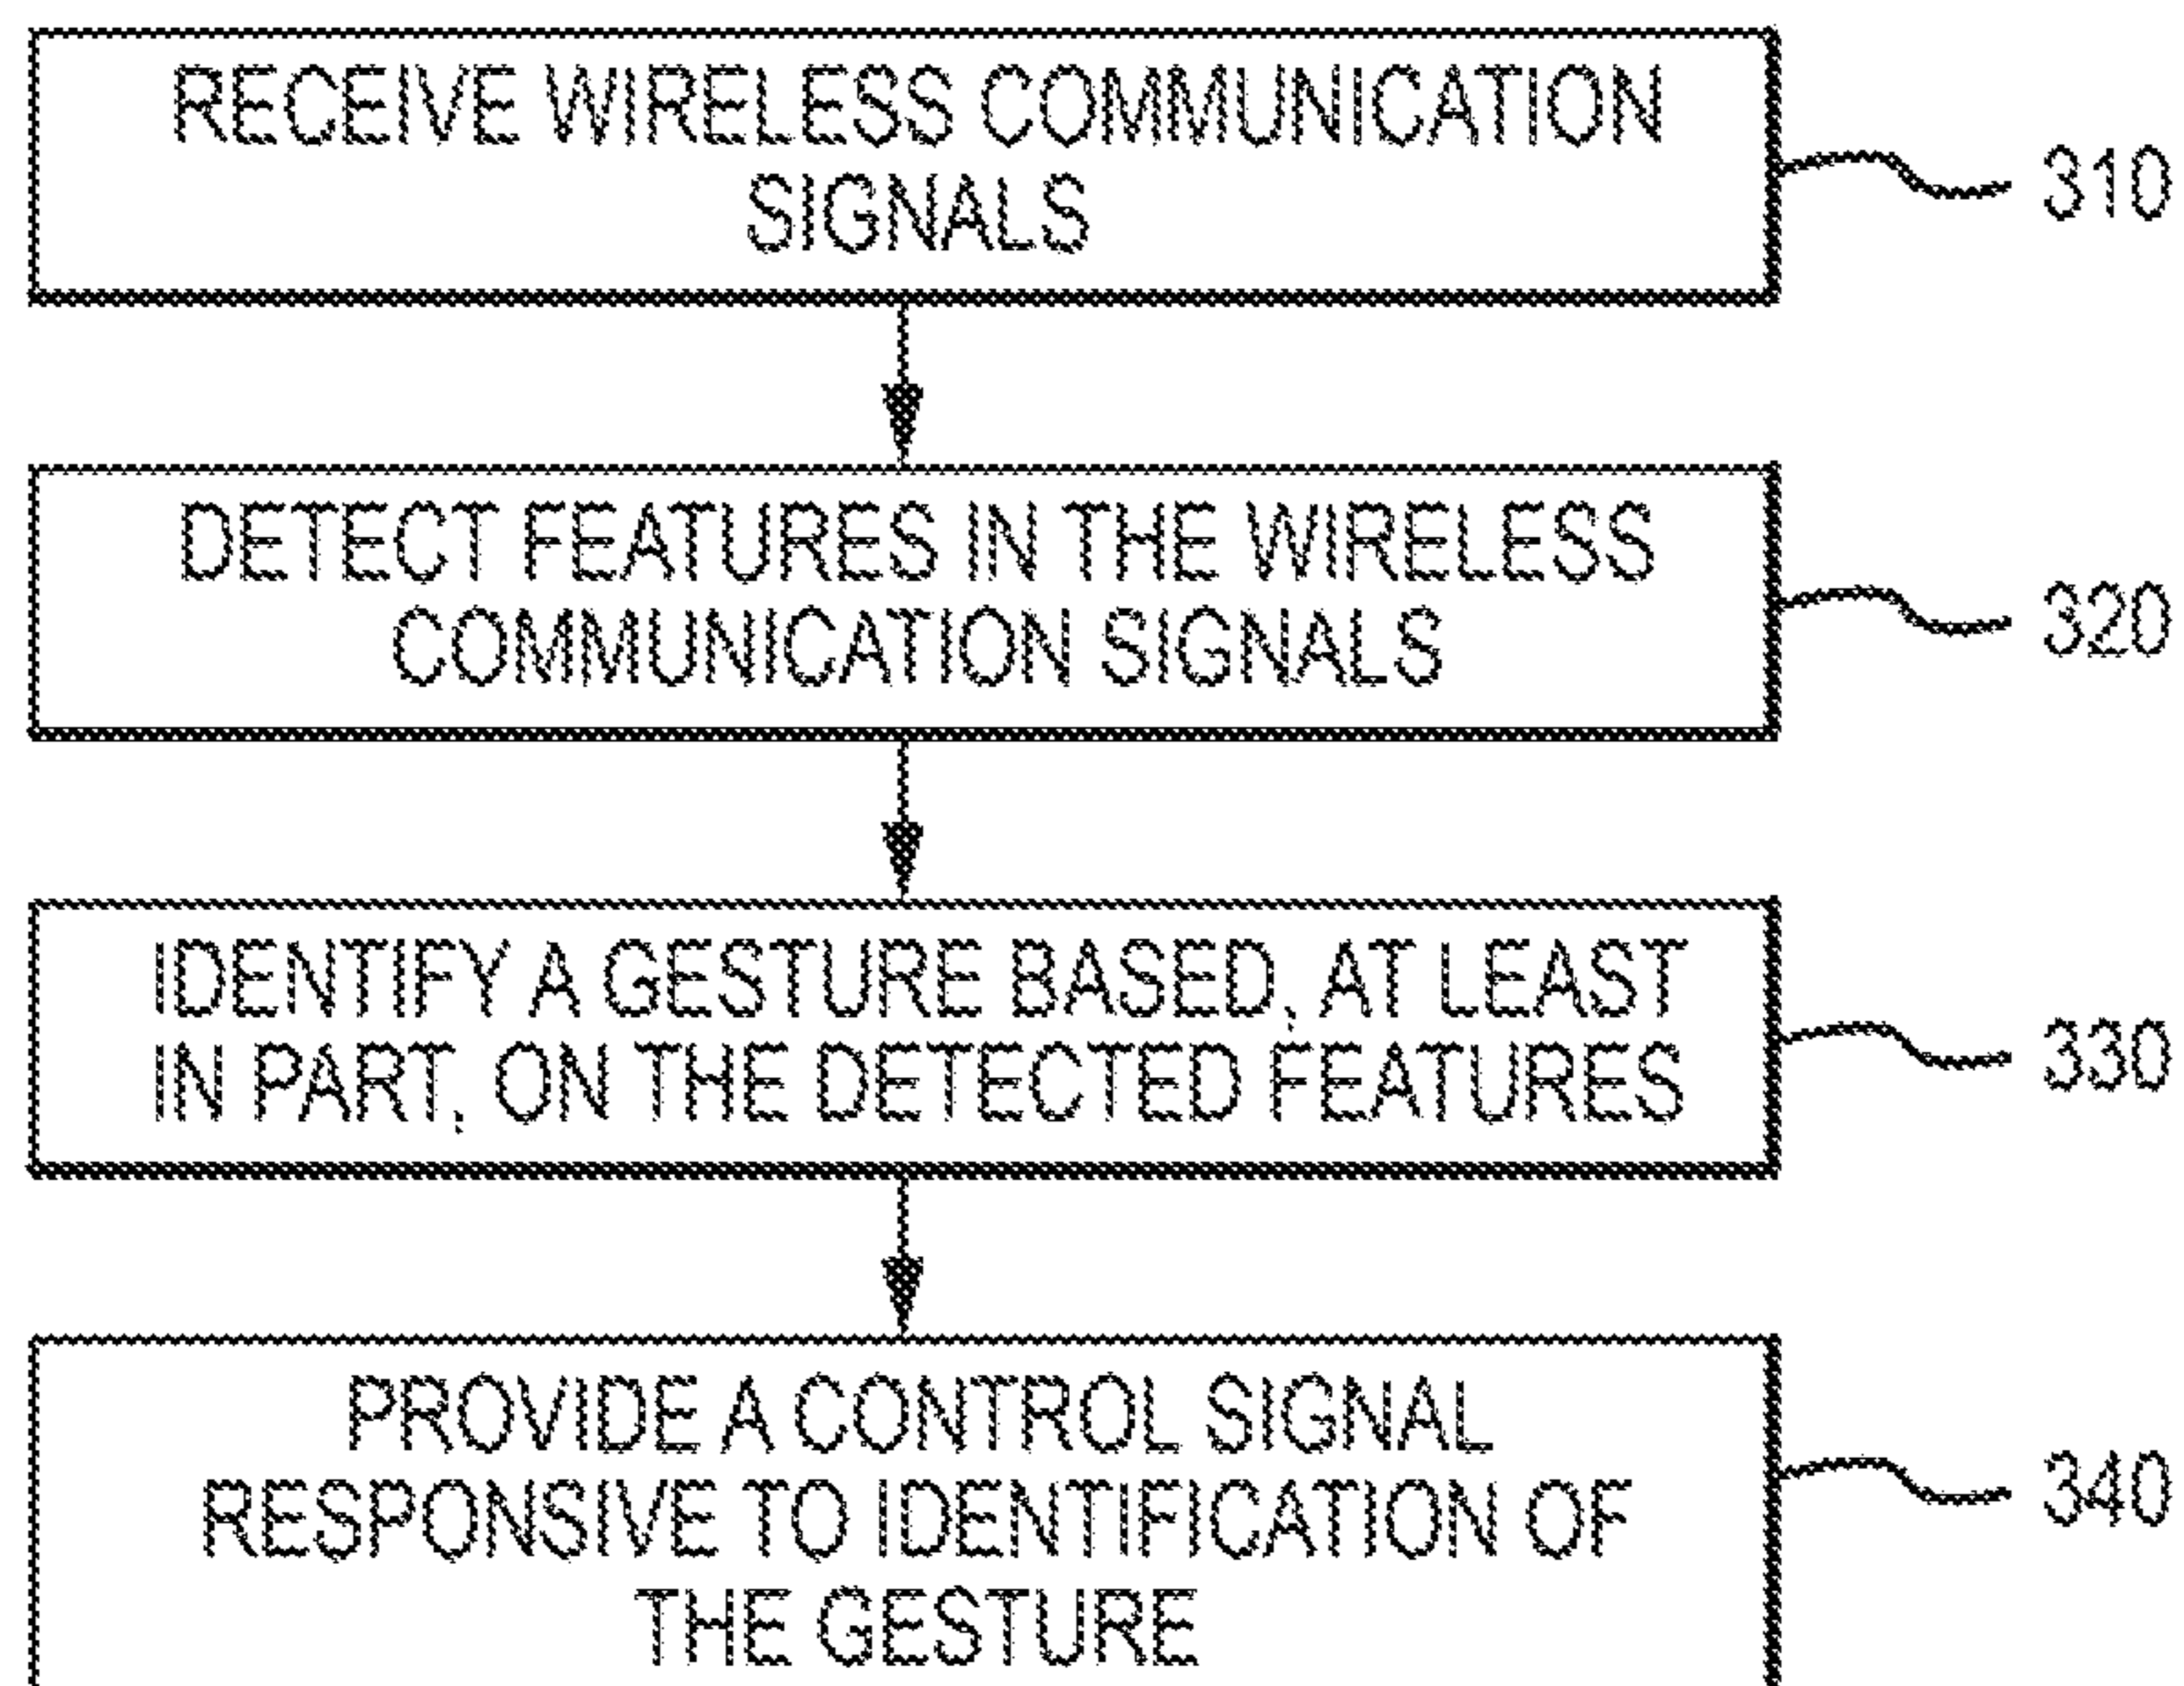 RECEIVE WIRELESS COMMUNICATION
SIGNALS
310
DETECT FEATURES IN THE WIRELESS
COMMUNICATION SIGNALS
320
IDENTIFY A GESTURE BASED, AT LEAST
IN PART, ON THE DETECTED FEATURES
330
PROVIDE A CONTROL SIGNAL
RESPONSIVE TO IDENTIFICATION OF
THE GESTURE
340